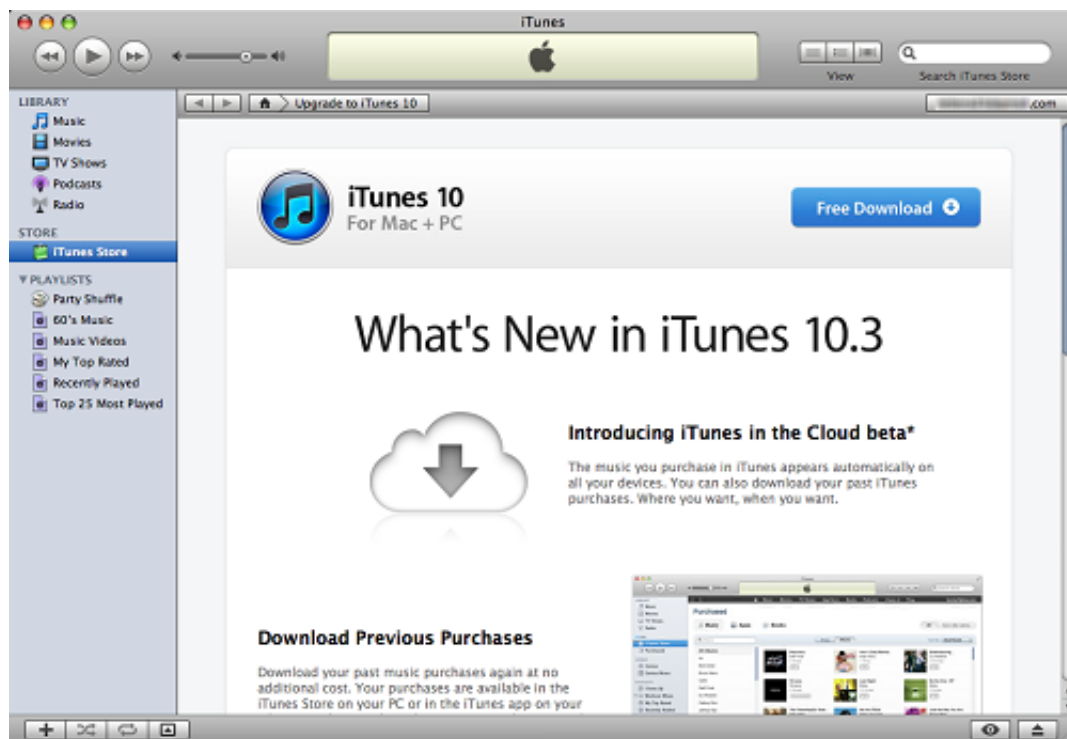 iTunes
View
Search iTunes Store
LIBRARY
Music
Movies
TV Shows
Podcasts
Radio
STORE
iTunes Store
PLAYLISTS
Party Shuffle
60's Music
Music Videos
My Top Rated
Recently Played
Top 25 Most Played
Upgrade to iTunes 10
.com
iTunes 10
For Mac + PC
Free Download
What's New in iTunes 10.3
Introducing iTunes in the Cloud beta*
The music you purchase in iTunes appears automatically on
all your devices. You can also download your past iTunes
purchases. Where you want, when you want.
Download Previous Purchases
Download your past music purchases again at no
additional cost. Your purchases are available in the
iTunes Store on your PC or in the iTunes app on your
Purchased